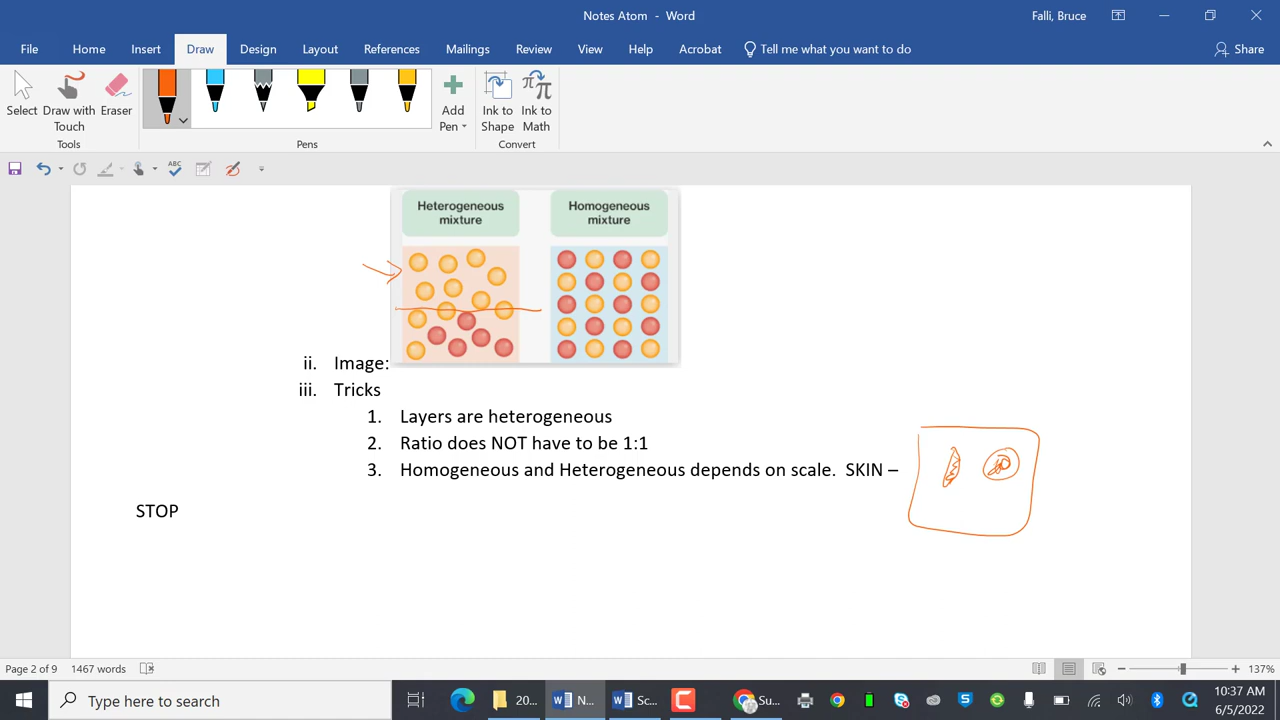 Notes Atom - Word
Falli, Bruce
File Home Insert Draw Design Layout References Mailings Review View Help Acrobat Tell me what you want to do Share
Select
Draw with Touch
Eraser
Add Pen
Ink to Shape
Ink to Math
Tools
Pens
Convert
ABC
Heterogeneous mixture
Homogeneous mixture
ii. Image:
iii. Tricks
1. Layers are heterogeneous
2. Ratio does NOT have to be 1:1
3. Homogeneous and Heterogeneous depends on scale. SKIN –
STOP
Page 2 of 9 1467 words 137%
Type here to search
20...
N...
Sc...
Su...
10:37 AM
6/5/2022